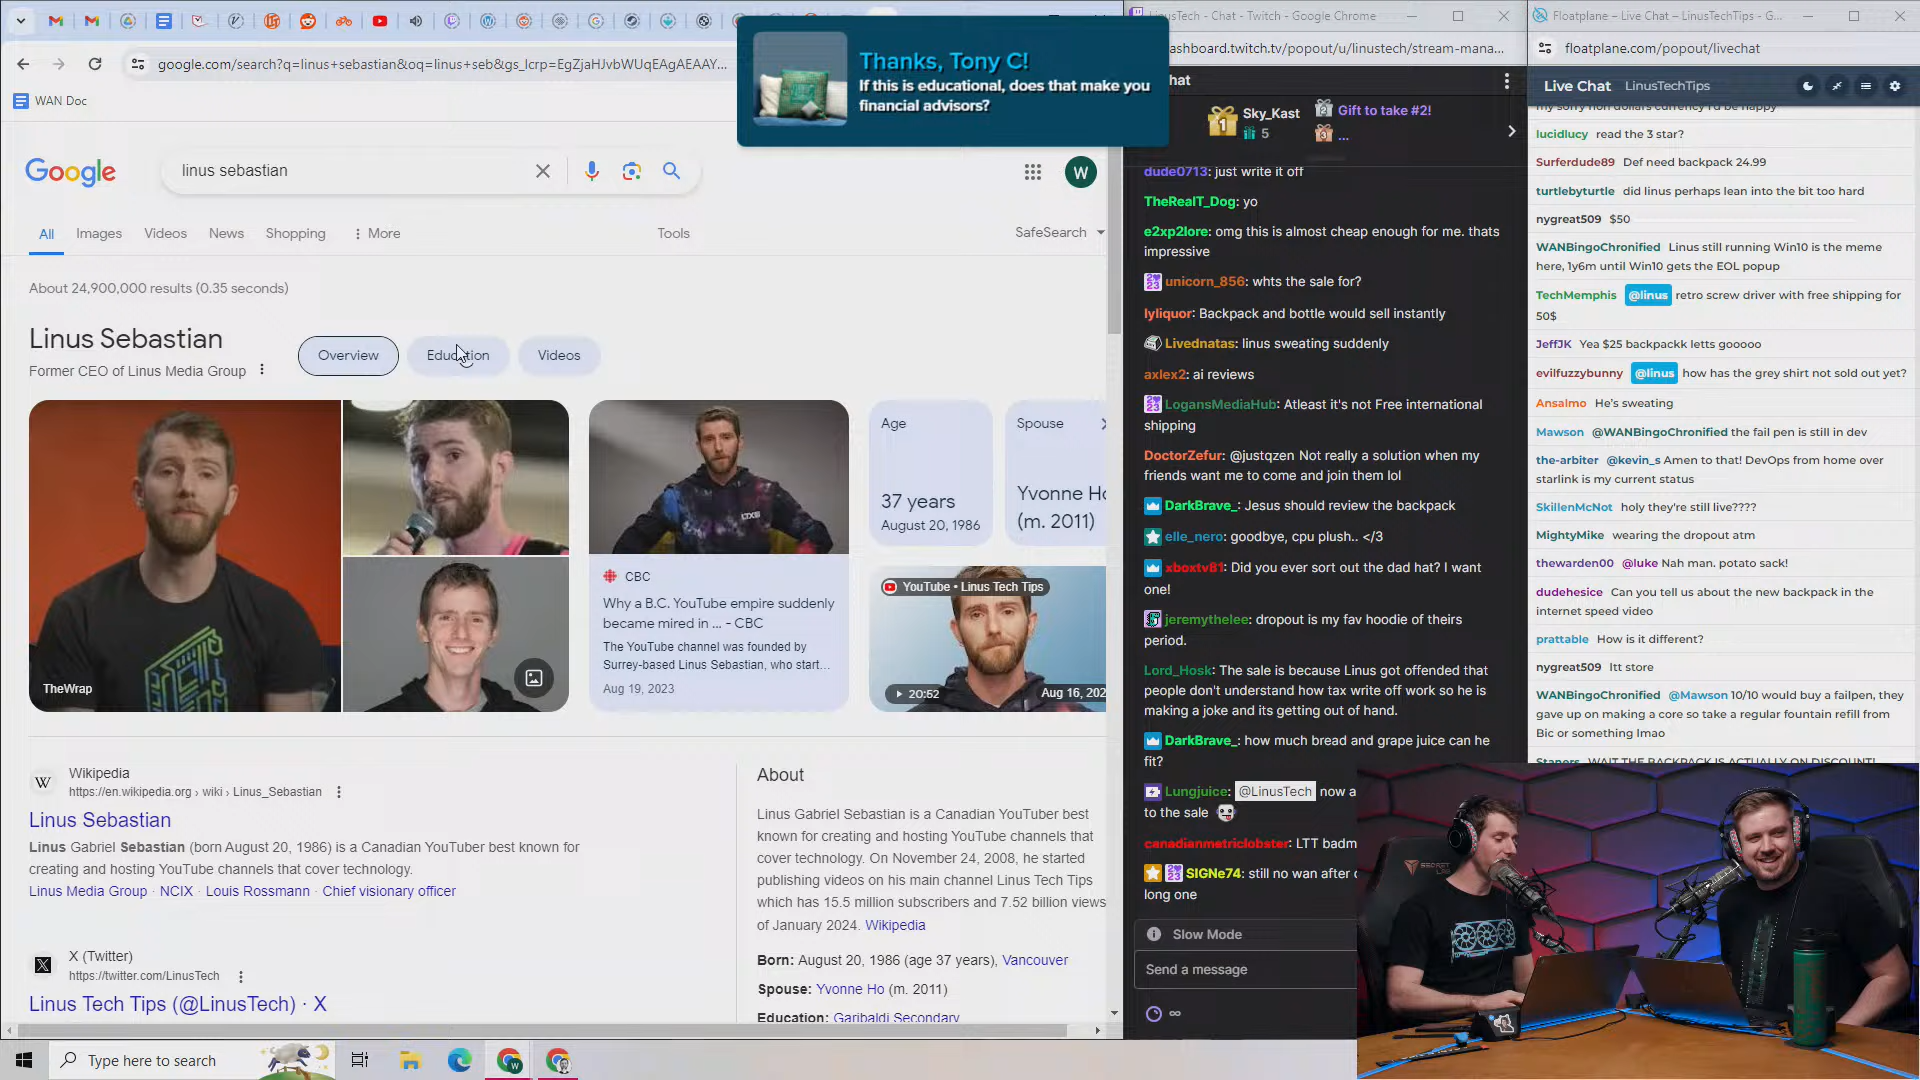 google.com/search?q=linus+sebastian&oq=linus+seb&gs_lcrp=EgZjaHJvbWUqEAgAEAAY...
WAN Doc
Thanks, Tony C!
If this is educational, does that make you
financial advisors?
Google
linus sebastian
W
All
Images
Videos
News
Shopping
More
Tools
SafeSearch
About 24,900,000 results (0.35 seconds)
Linus Sebastian
Former CEO of Linus Media Group
Overview
Education
Videos
TheWrap
CBC
Why a B.C. YouTube empire suddenly
became mired in ... - CBC
The YouTube channel was founded by
Surrey-based Linus Sebastian, who start...
Aug 19, 2023
Age
37 years
August 20, 1986
Spouse
Yvonne Ho
(m. 2011)
YouTube • Linus Tech Tips
20:52
Aug 16, 202
Wikipedia
https://en.wikipedia.org › wiki › Linus_Sebastian
Linus Sebastian
Linus Gabriel Sebastian (born August 20, 1986) is a Canadian YouTuber best known for
creating and hosting YouTube channels that cover technology.
Linus Media Group · NCIX · Louis Rossmann · Chief visionary officer
X (Twitter)
https://twitter.com/LinusTech
Linus Tech Tips (@LinusTech) · X
About
Linus Gabriel Sebastian is a Canadian YouTuber best
known for creating and hosting YouTube channels that
cover technology. On November 24, 2008, he started
publishing videos on his main channel Linus Tech Tips
which has 15.5 million subscribers and 7.52 billion views
of January 2024. Wikipedia
Born: August 20, 1986 (age 37 years), Vancouver
Spouse: Yvonne Ho (m. 2011)
Education: Garibaldi Secondary
Type here to search
LinusTech - Chat - Twitch - Google Chrome
ashboard.twitch.tv/popout/u/linustech/stream-mana...
hat
1
Sky_Kast
5
2 Gift to take #2!
3 ...
dude0713: just write it off
TheRealT_Dog: yo
e2xp2lore: omg this is almost cheap enough for me. thats
impressive
unicorn_856: whts the sale for?
lyliquor: Backpack and bottle would sell instantly
Livednatas: linus sweating suddenly
axlex2: ai reviews
LogansMediaHub: Atleast it's not Free international
shipping
DoctorZefur: @justqzen Not really a solution when my
friends want me to come and join them lol
DarkBrave_: Jesus should review the backpack
elle_nero: goodbye, cpu plush.. </3
xboxtv81: Did you ever sort out the dad hat? I want
one!
jeremythelee: dropout is my fav hoodie of theirs
period.
Lord_Hosk: The sale is because Linus got offended that
people don't understand how tax write off work so he is
making a joke and its getting out of hand.
DarkBrave_: how much bread and grape juice can he
fit?
Lungjuice: @LinusTech now a
to the sale
canadianmetriclobster: LTT badm
SIGNe74: still no wan after
long one
Slow Mode
Send a message
∞
Floatplane – Live Chat – LinusTechTips - G...
floatplane.com/popout/livechat
Live Chat LinusTechTips
my sorry non dollars currency I'd be happy
lucidlucy read the 3 star?
Surferdude89 Def need backpack 24.99
turtlebyturtle did linus perhaps lean into the bit too hard
nygreat509 $50
WANBingoChronified Linus still running Win10 is the meme
here, 1y6m until Win10 gets the EOL popup
TechMemphis @linus retro screw driver with free shipping for
50$
JeffJK Yea $25 backpackk letts gooooo
evilfuzzybunny @linus how has the grey shirt not sold out yet?
Ansalmo He's sweating
Mawson @WANBingoChronified the fail pen is still in dev
the-arbiter @kevin_s Amen to that! DevOps from home over
starlink is my current status
SkillenMcNot holy they're still live????
MightyMike wearing the dropout atm
thewarden00 @luke Nah man. potato sack!
dudehesice Can you tell us about the new backpack in the
internet speed video
prattable How is it different?
nygreat509 ltt store
WANBingoChronified @Mawson 10/10 would buy a failpen, they
gave up on making a core so take a regular fountain refill from
Bic or something lmao
WAIT THE BACKPACK IS ACTUALLY ON DISCOUNT!